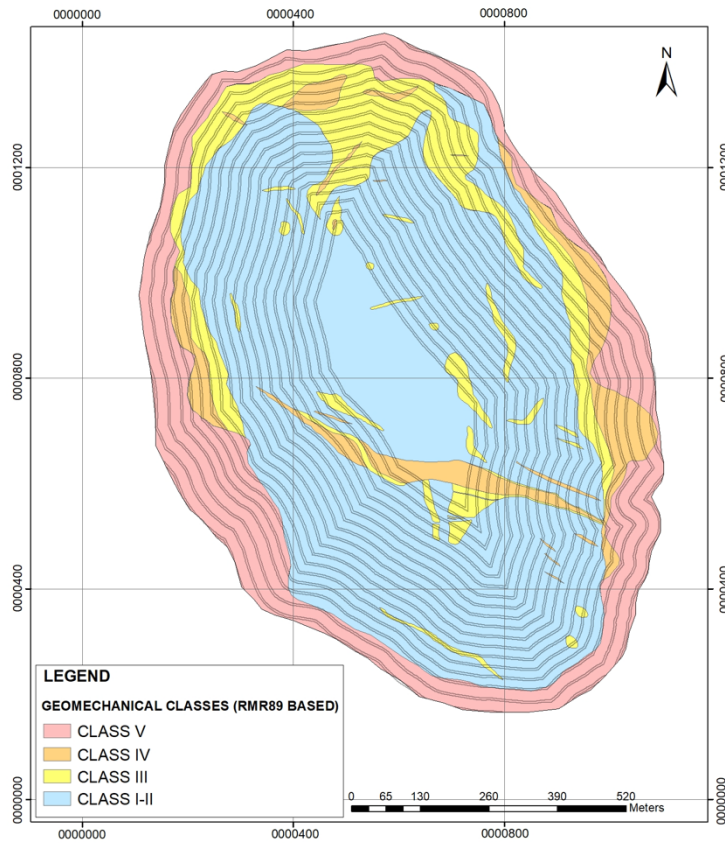 0000000 0000400 0000800
N
0001200 0001200
0000800 0000800
0000400 0000400
LEGEND
GEOMECHANICAL CLASSES (RMR89 BASED)
CLASS V
CLASS IV
CLASS III
CLASS I-II
0 65 130 260 390 520
Meters
0000000 0000000
0000000 0000400 0000800